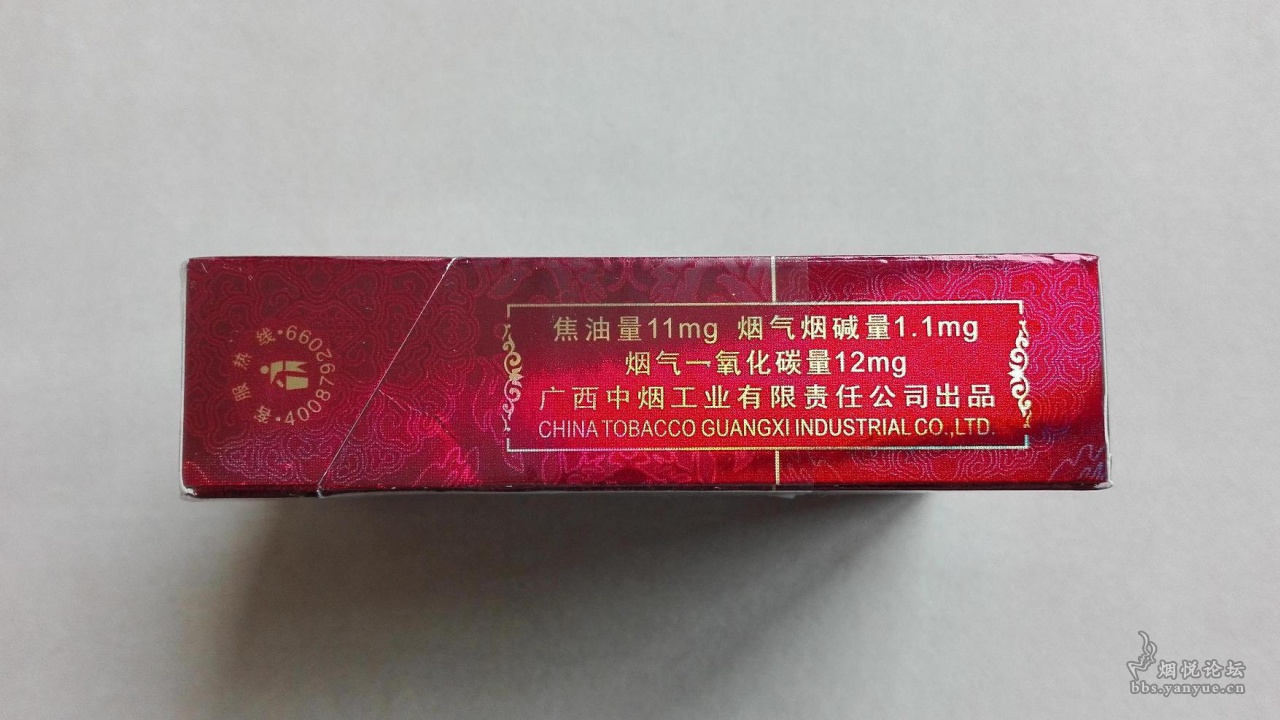 客服热线·4008792099·
焦油量11mg 烟气烟碱量1.1mg
烟气一氧化碳量12mg
广西中烟工业有限责任公司出品
CHINA TOBACCO GUANGXI INDUSTRIAL CO.,LTD.
烟悦论坛
bbs.yanyue.cn